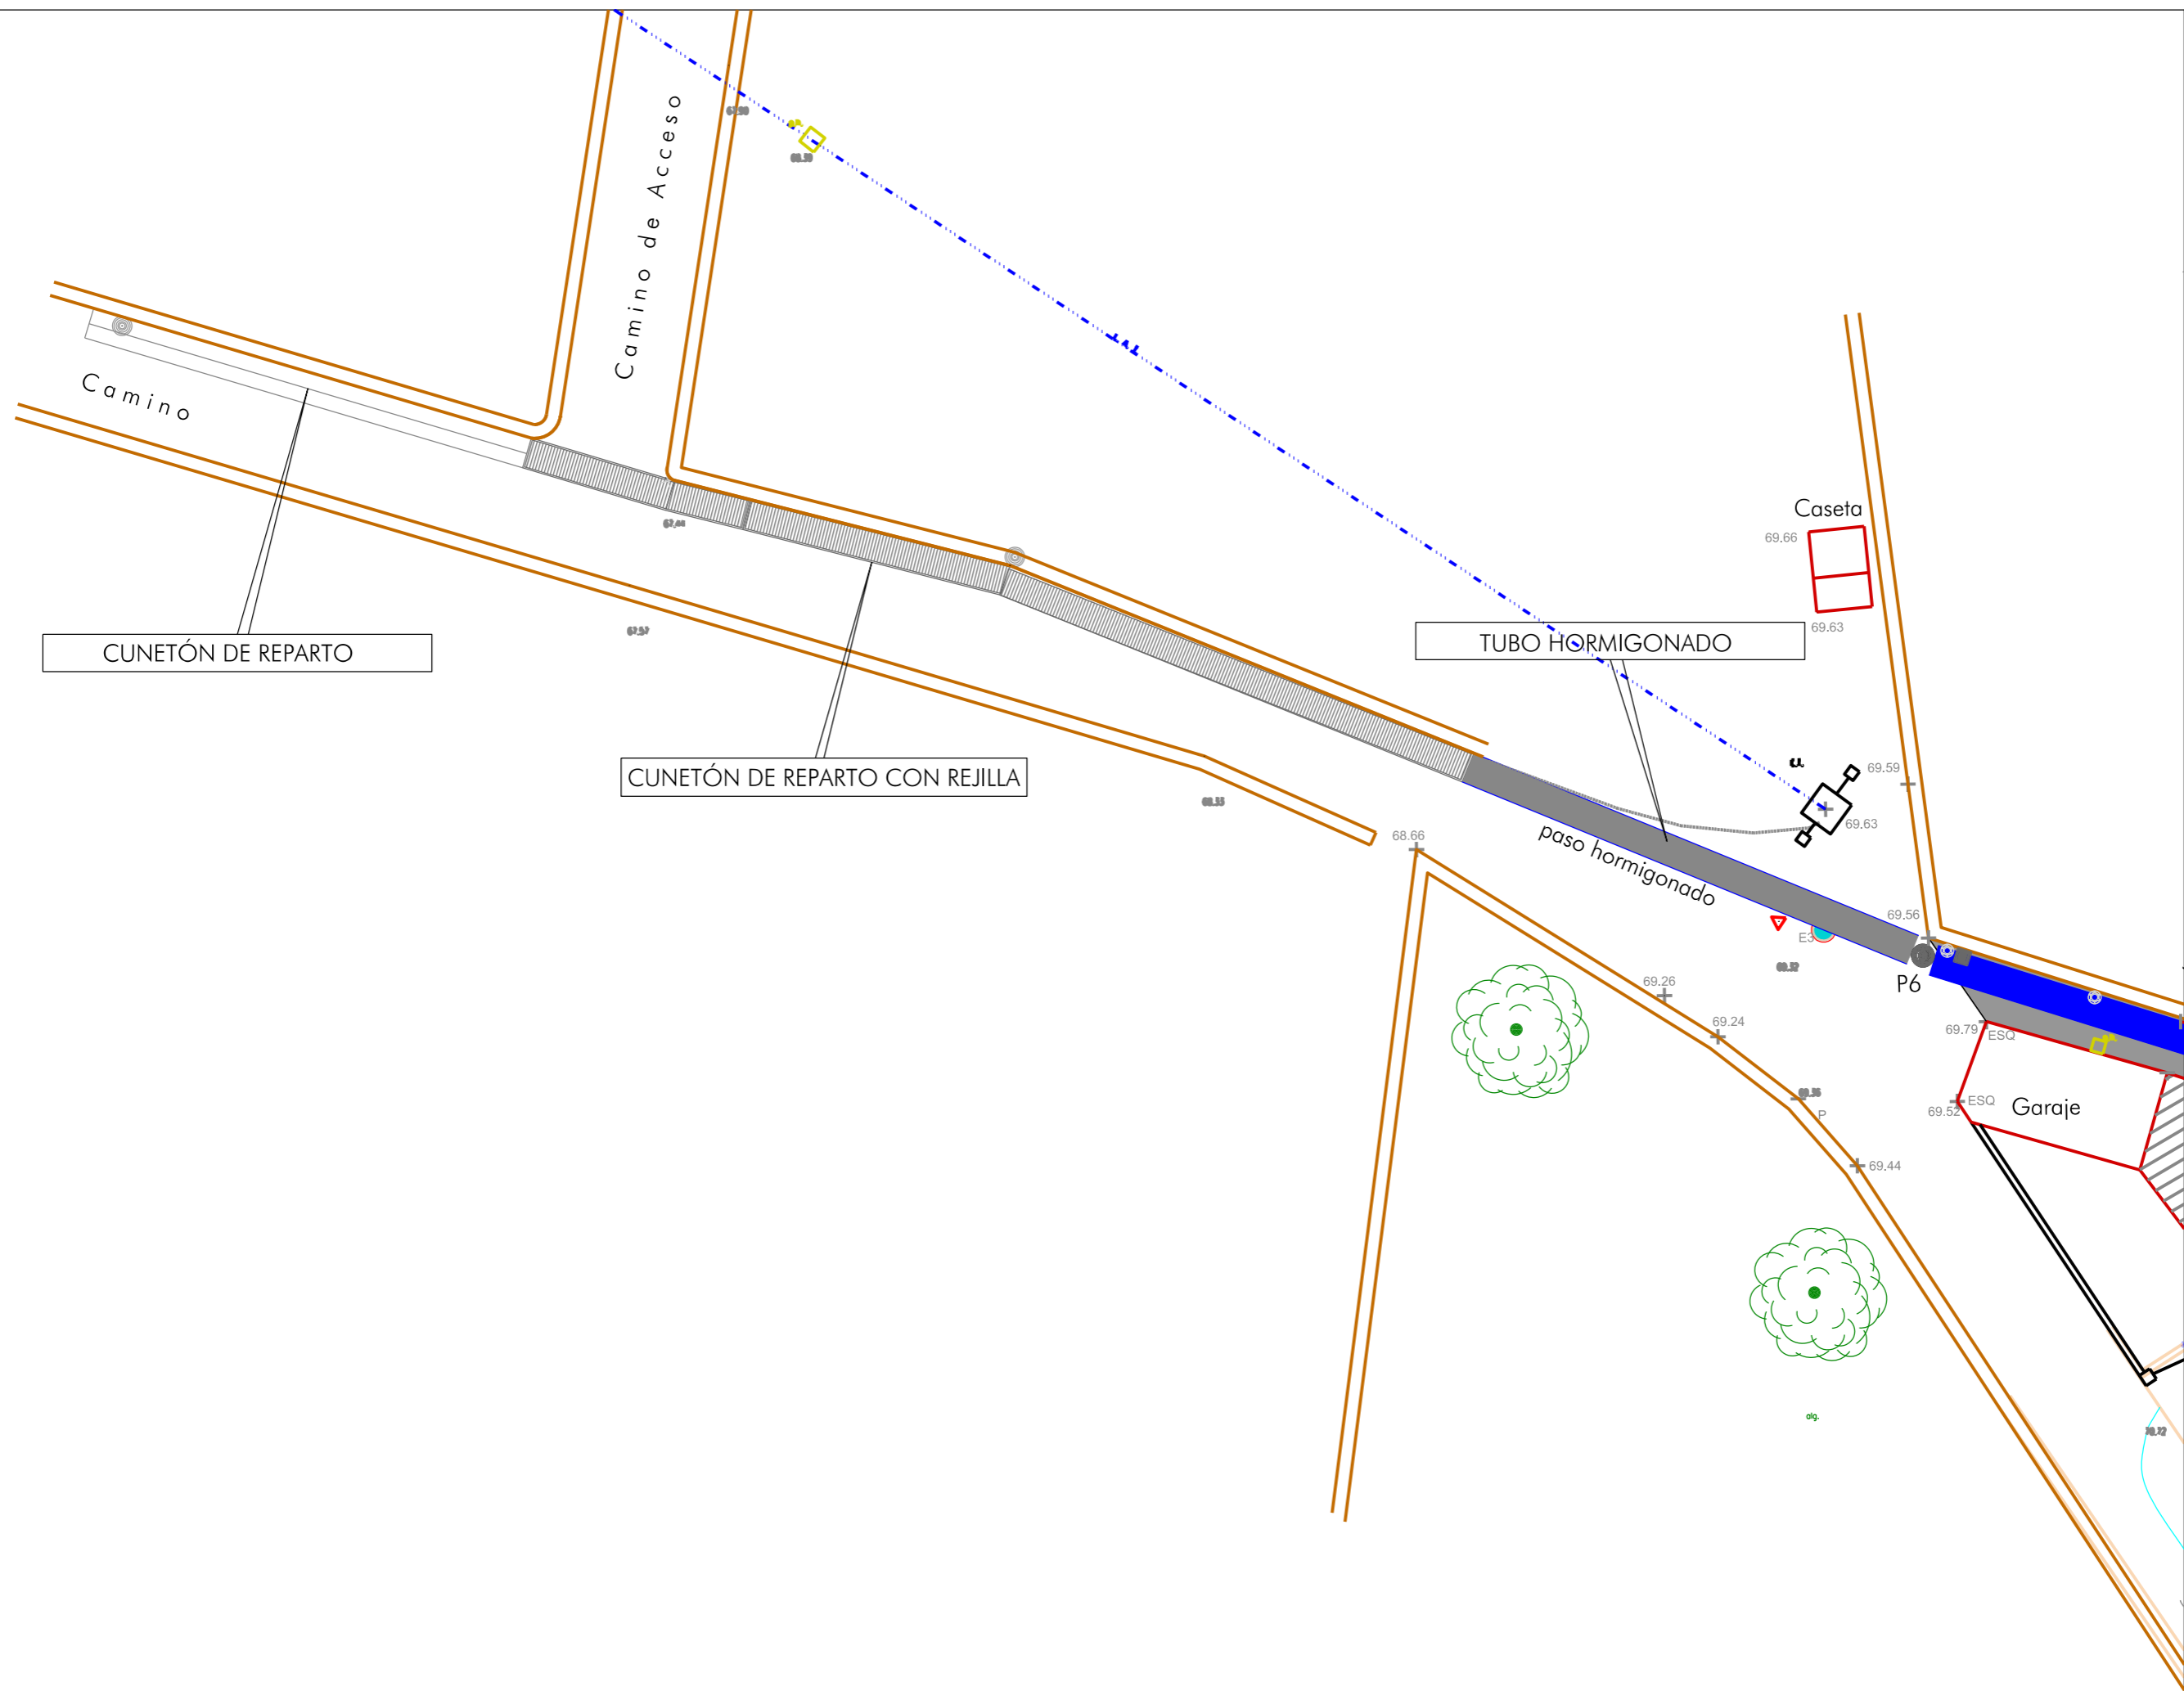 Camino de Acceso
Camino
CUNETÓN DE REPARTO
CUNETÓN DE REPARTO CON REJILLA
TUBO HORMIGONADO
Caseta
69.66
69.63
69.59
69.63
68.66
paso hormigonado
69.56
E3
P6
69.26
69.24
69.79
ESQ
69.52
ESQ
Garaje
P
69.44
alg.